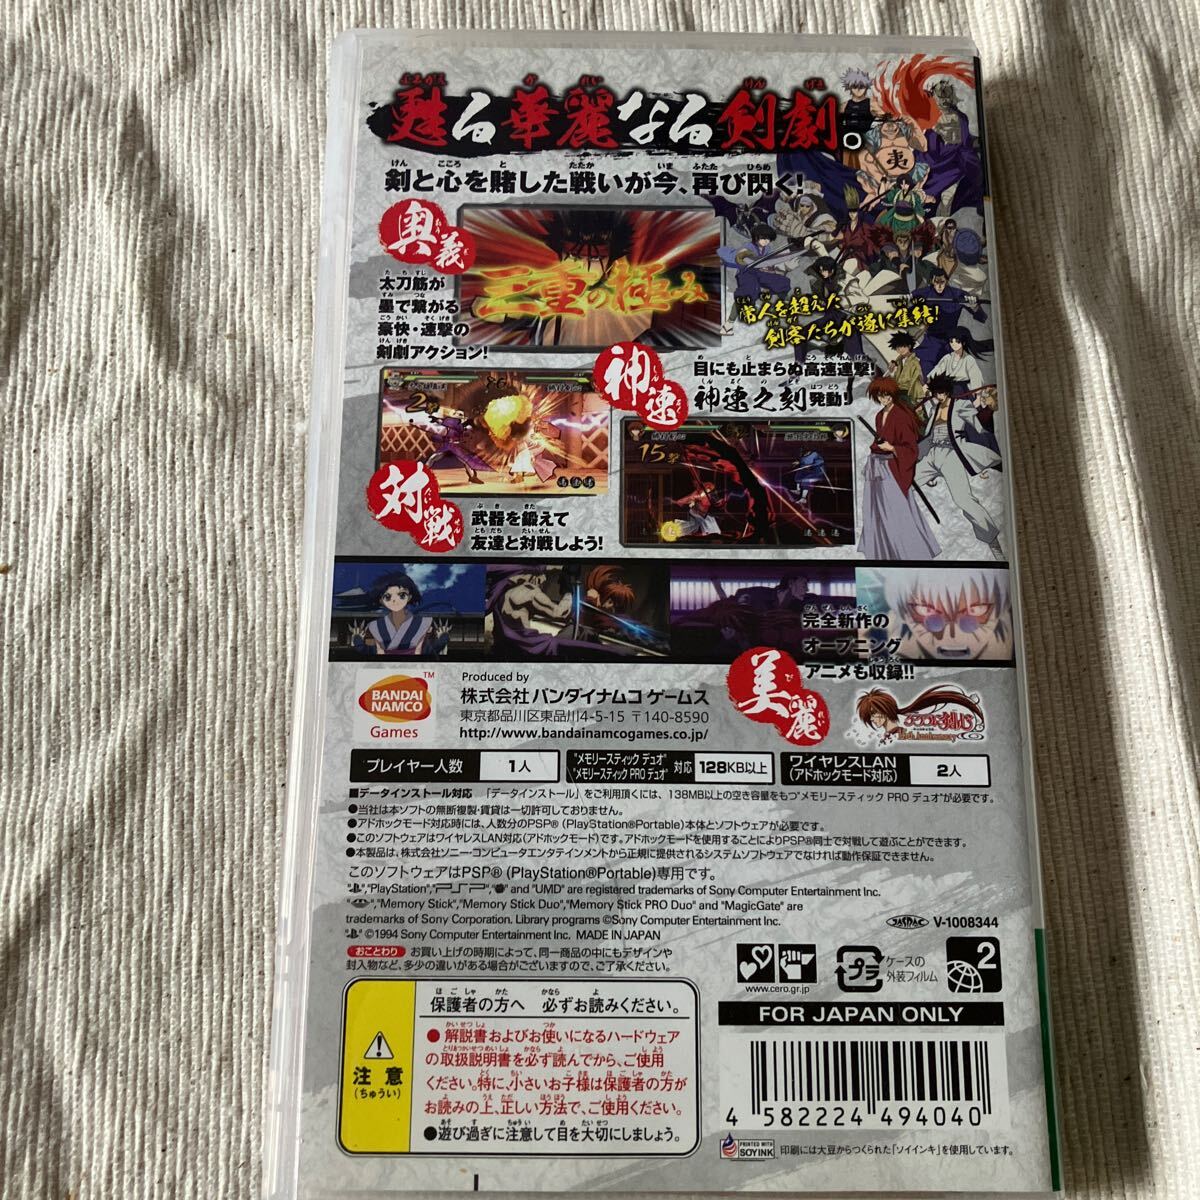 甦る華麗なる剣劇。
剣と心を賭した戦いが今、再び閃く!
奥義
太刀筋が
墨で繋がる
豪快・速撃の
剣劇アクション!
三重の極み
夷
常人を超えた
剣客たちが遂に集結!
神速
目にも止まらぬ高速連撃!
神速之刻発動!
15撃
対戦
武器を鍛えて
友達と対戦しよう!
完全新作の
オープニング
アニメも収録!!
美麗
るろうに剣心
15th Anniversary
BANDAI
NAMCO
Games
TM
Produced by
株式会社 バンダイナムコ ゲームス
東京都品川区東品川4-5-15 〒140-8590
http://www.bandainamcogames.co.jp/
プレイヤー人数 1人
"メモリースティック デュオ"
"メモリースティック PRO デュオ" 対応 128KB以上
ワイヤレスLAN
(アドホックモード対応) 2人
■データインストール対応 「データインストール」をご利用頂くには、138MB以上の空き容量をもつ"メモリースティック PRO デュオ"が必要です。
●当社は本ソフトの無断複製・賃貸は一切許可しておりません。
●アドホックモード対応時には、人数分のPSP® (PlayStation®Portable)本体とソフトウェアが必要です。
●このソフトウェアはワイヤレスLAN対応(アドホックモード)です。アドホックモードを使用することによりPSP®同士で対戦して遊ぶことができます。
●本製品は、株式会社ソニー・コンピュータエンタテインメントから正規に提供されるシステムソフトウェアでなければ動作保証できません。
このソフトウェアはPSP® (PlayStation®Portable)専用です。
" ","PlayStation","PSP"," " and "UMD" are registered trademarks of Sony Computer Entertainment Inc.
" ","Memory Stick","Memory Stick Duo","Memory Stick PRO Duo" and "MagicGate" are
trademarks of Sony Corporation. Library programs ©Sony Computer Entertainment Inc.
" " ©1994 Sony Computer Entertainment Inc. MADE IN JAPAN
JASRAC V-1008344
おことわり お買い上げの時期によって、同一商品の中にもデザインや
封入物など、多少の違いがある場合がございますので、ご了承ください。
www.cero.gr.jp
プラ
ケースの
外装フィルム
2
FOR JAPAN ONLY
注意
(ちゅうい)
保護者の方へ 必ずお読みください。
●解説書およびお使いになるハードウェア
の取扱説明書を必ず読んでから、ご使用
ください。特に、小さいお子様は保護者の方が
お読みの上、正しい方法で、ご使用ください。
●遊び過ぎに注意して目を大切にしましょう。
4 582224 494040
PRINTED WITH
SOY INK
印刷には大豆からつくられた「ソイインキ」を使用しています。